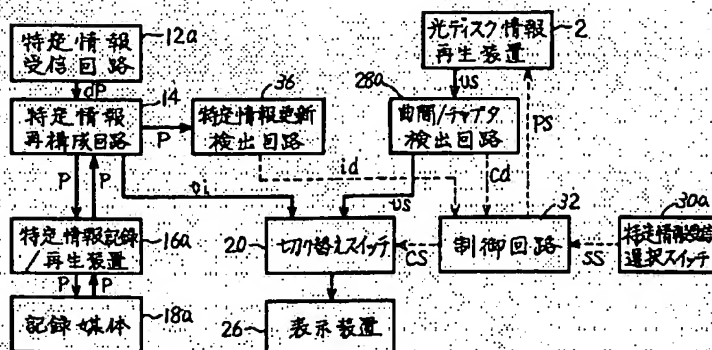 特定情報
受信回路
12a
光ディスク情報
再生装置
2
dP
us
特定情報
再構成回路
14
P
特定情報更新
検出回路
36
曲間/チャプタ
検出回路
28a
PS
P
P
vi
id
us
Cd
特定情報記録
/再生装置
16a
20
切り替えスイッチ
CS
制御回路
32
SS
特定情報受信
選択スイッチ
30a
P
P
記録媒体
18a
26
表示装置